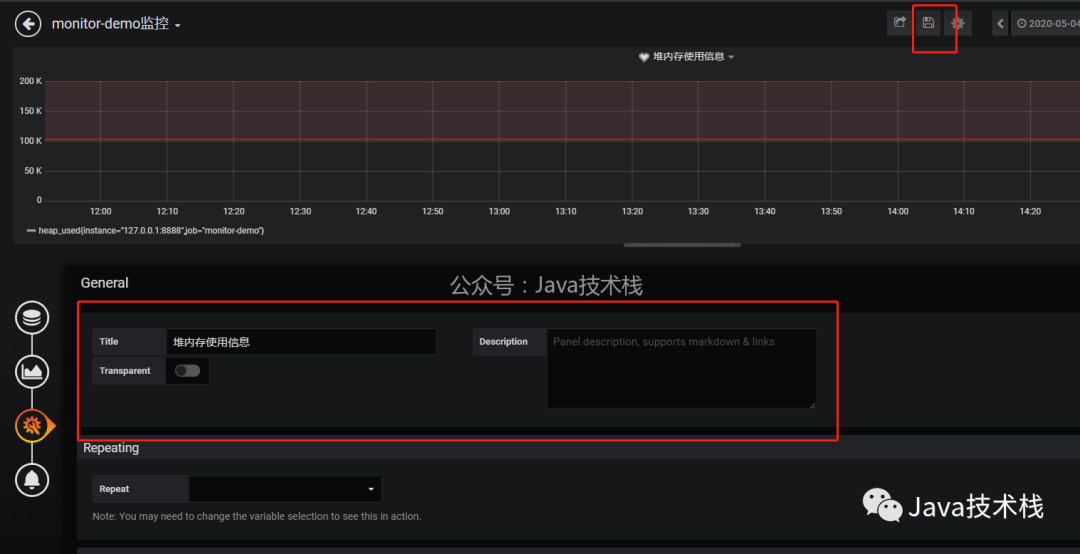 monitor-demo监控
2020-05-04
堆内存使用信息
200 K
150 K
100 K
50 K
0
12:00 12:10 12:20 12:30 12:40 12:50 13:00 13:10 13:20 13:30 13:40 13:50 14:00 14:10 14:20
heap_used{instance="127.0.0.1:8888",job="monitor-demo"}
General
公众号：Java技术栈
Title 堆内存使用信息
Description Panel description, supports markdown & links
Transparent
Repeating
Repeat
Note: You may need to change the variable selection to see this in action.
Java技术栈